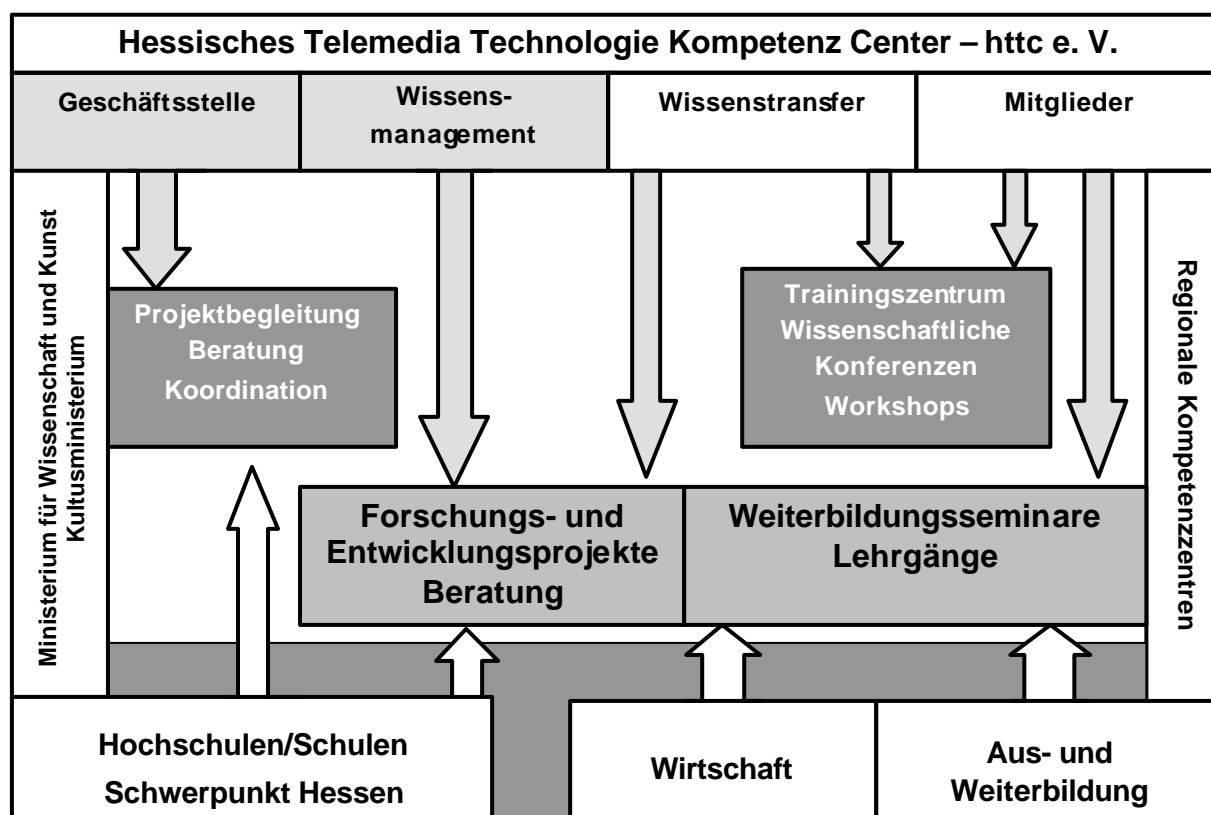 Hessisches Telemedia Technologie Kompetenz Center – httc e. V.
Geschäftsstelle
Wissens-
management
Wissenstransfer
Mitglieder
Ministerium für Wissenschaft und Kunst
Kultusministerium
Projektbegleitung
Beratung
Koordination
Trainingszentrum
Wissenschaftliche
Konferenzen
Workshops
Regionale Kompetenzzentren
Forschungs- und
Entwicklungsprojekte
Beratung
Weiterbildungsseminare
Lehrgänge
Hochschulen/Schulen
Schwerpunkt Hessen
Wirtschaft
Aus- und
Weiterbildung